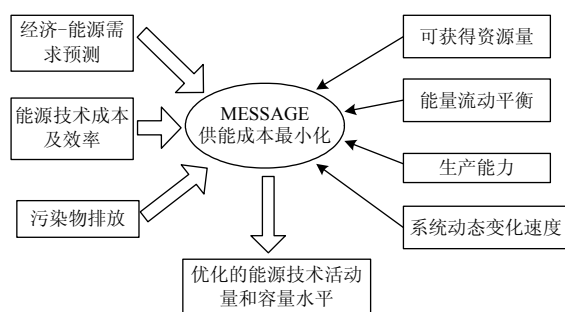 经济-能源需
求预测
能源技术成本
及效率
污染物排放
MESSAGE
供能成本最小化
可获得资源量
能量流动平衡
生产能力
系统动态变化速度
优化的能源技术活动
量和容量水平